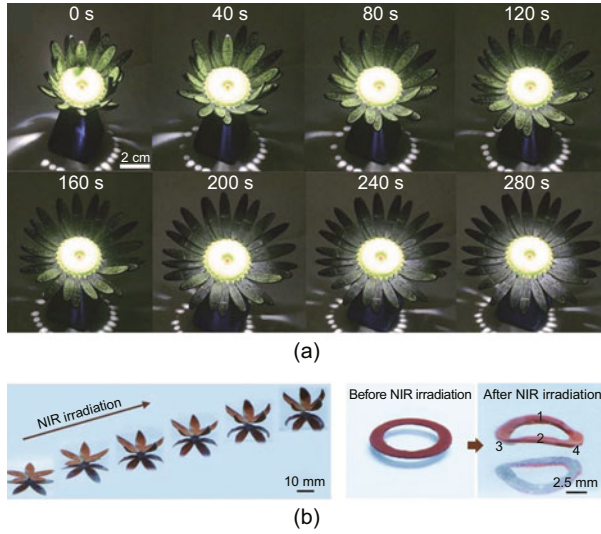 0 s 40 s 80 s 120 s
2 cm
160 s 200 s 240 s 280 s
(a)
NIR irradiation
10 mm
Before NIR irradiation After NIR irradiation
1
2
3 4
2.5 mm
(b)